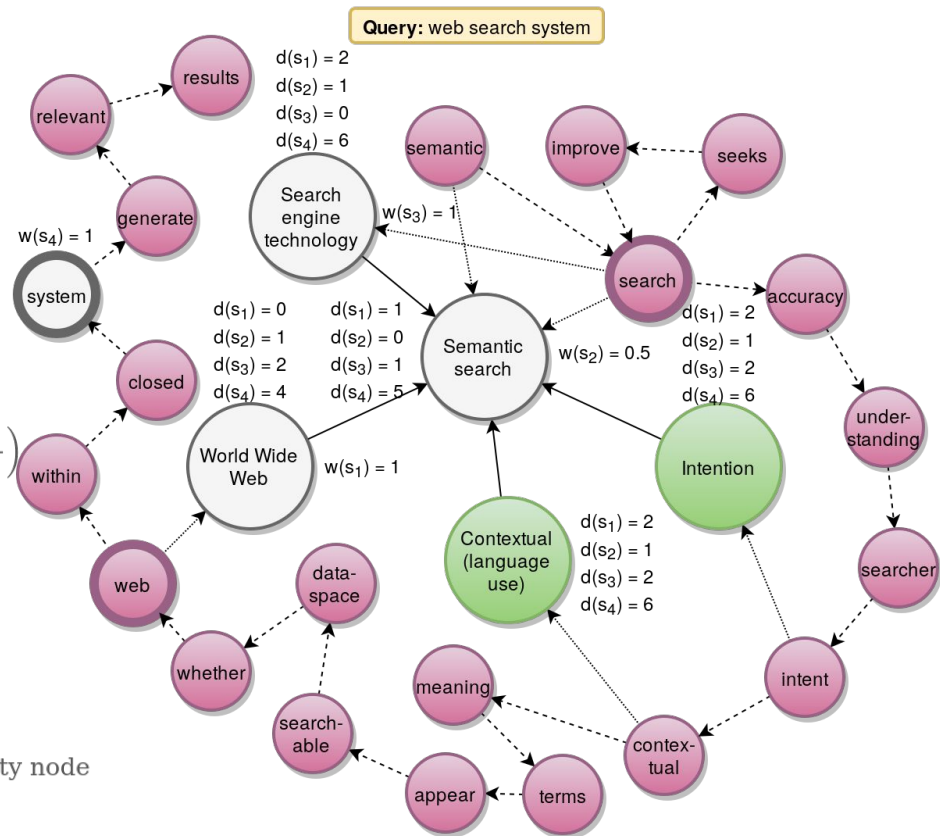 Query: web search system
results
relevant
d(s1) = 2
d(s2) = 1
d(s3) = 0
d(s4) = 6
semantic
improve
seeks
generate
Search
engine
technology
w(s3) = 1
w(s4) = 1
system
search
accuracy
d(s1) = 0
d(s2) = 1
d(s3) = 2
d(s4) = 4
d(s1) = 1
d(s2) = 0
d(s3) = 1
d(s4) = 5
Semantic
search
w(s2) = 0.5
d(s1) = 2
d(s2) = 1
d(s3) = 2
d(s4) = 6
closed
under-
standing
within
World Wide
Web
w(s1) = 1
Intention
Contextual
(language
use)
d(s1) = 2
d(s2) = 1
d(s3) = 2
d(s4) = 6
searcher
web
data-
space
whether
meaning
intent
search-
able
contex-
tual
appear
terms
ty node